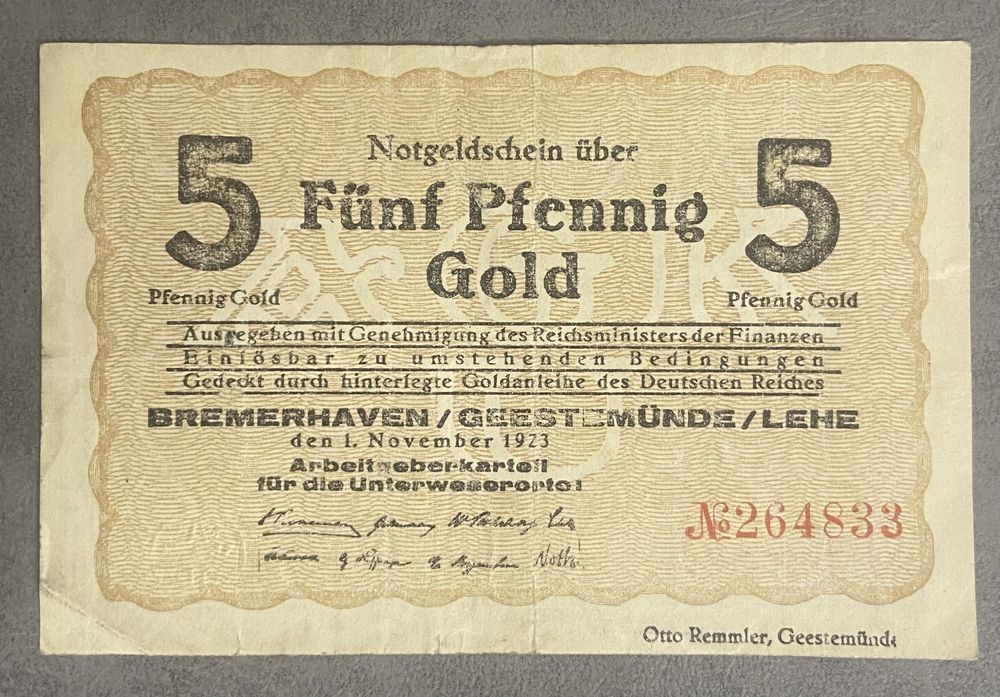 Notgeldschein über
5 Fünf Pfennig 5
Gold
Pfennig Gold Pfennig Gold
Ausgegeben mit Genehmigung des Reichsministers der Finanzen
Einlösbar zu umstehenden Bedingungen
Gedeckt durch hinterlegte Goldanleihe des Deutschen Reiches
BREMERHAVEN / GEESTEMÜNDE / LEHE
den 1. November 1923
Arbeitgeberkartell
für die Unterweserorte!
№264833
Otto Remmler, Geestemünde